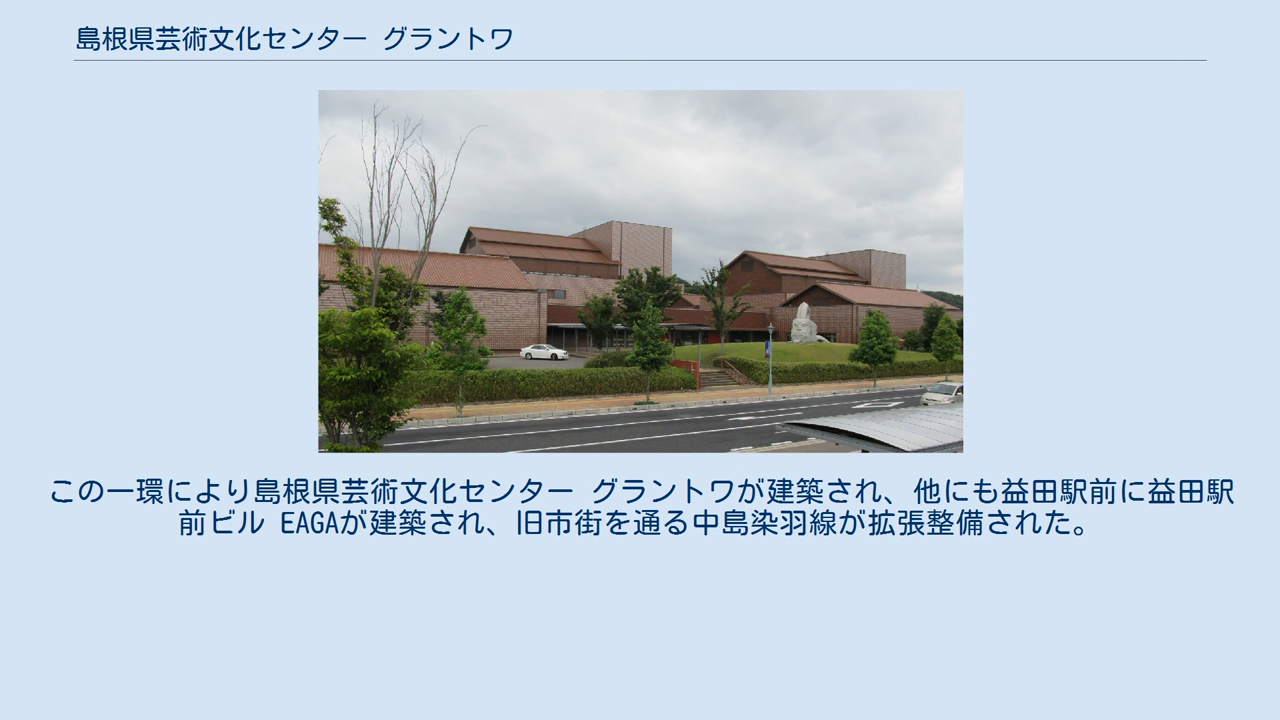 島根県芸術文化センター グラントワ
この一環により島根県芸術文化センター グラントワが建築され、他にも益田駅前に益田駅
前ビル EAGAが建築され、旧市街を通る中島染羽線が拡張整備された。